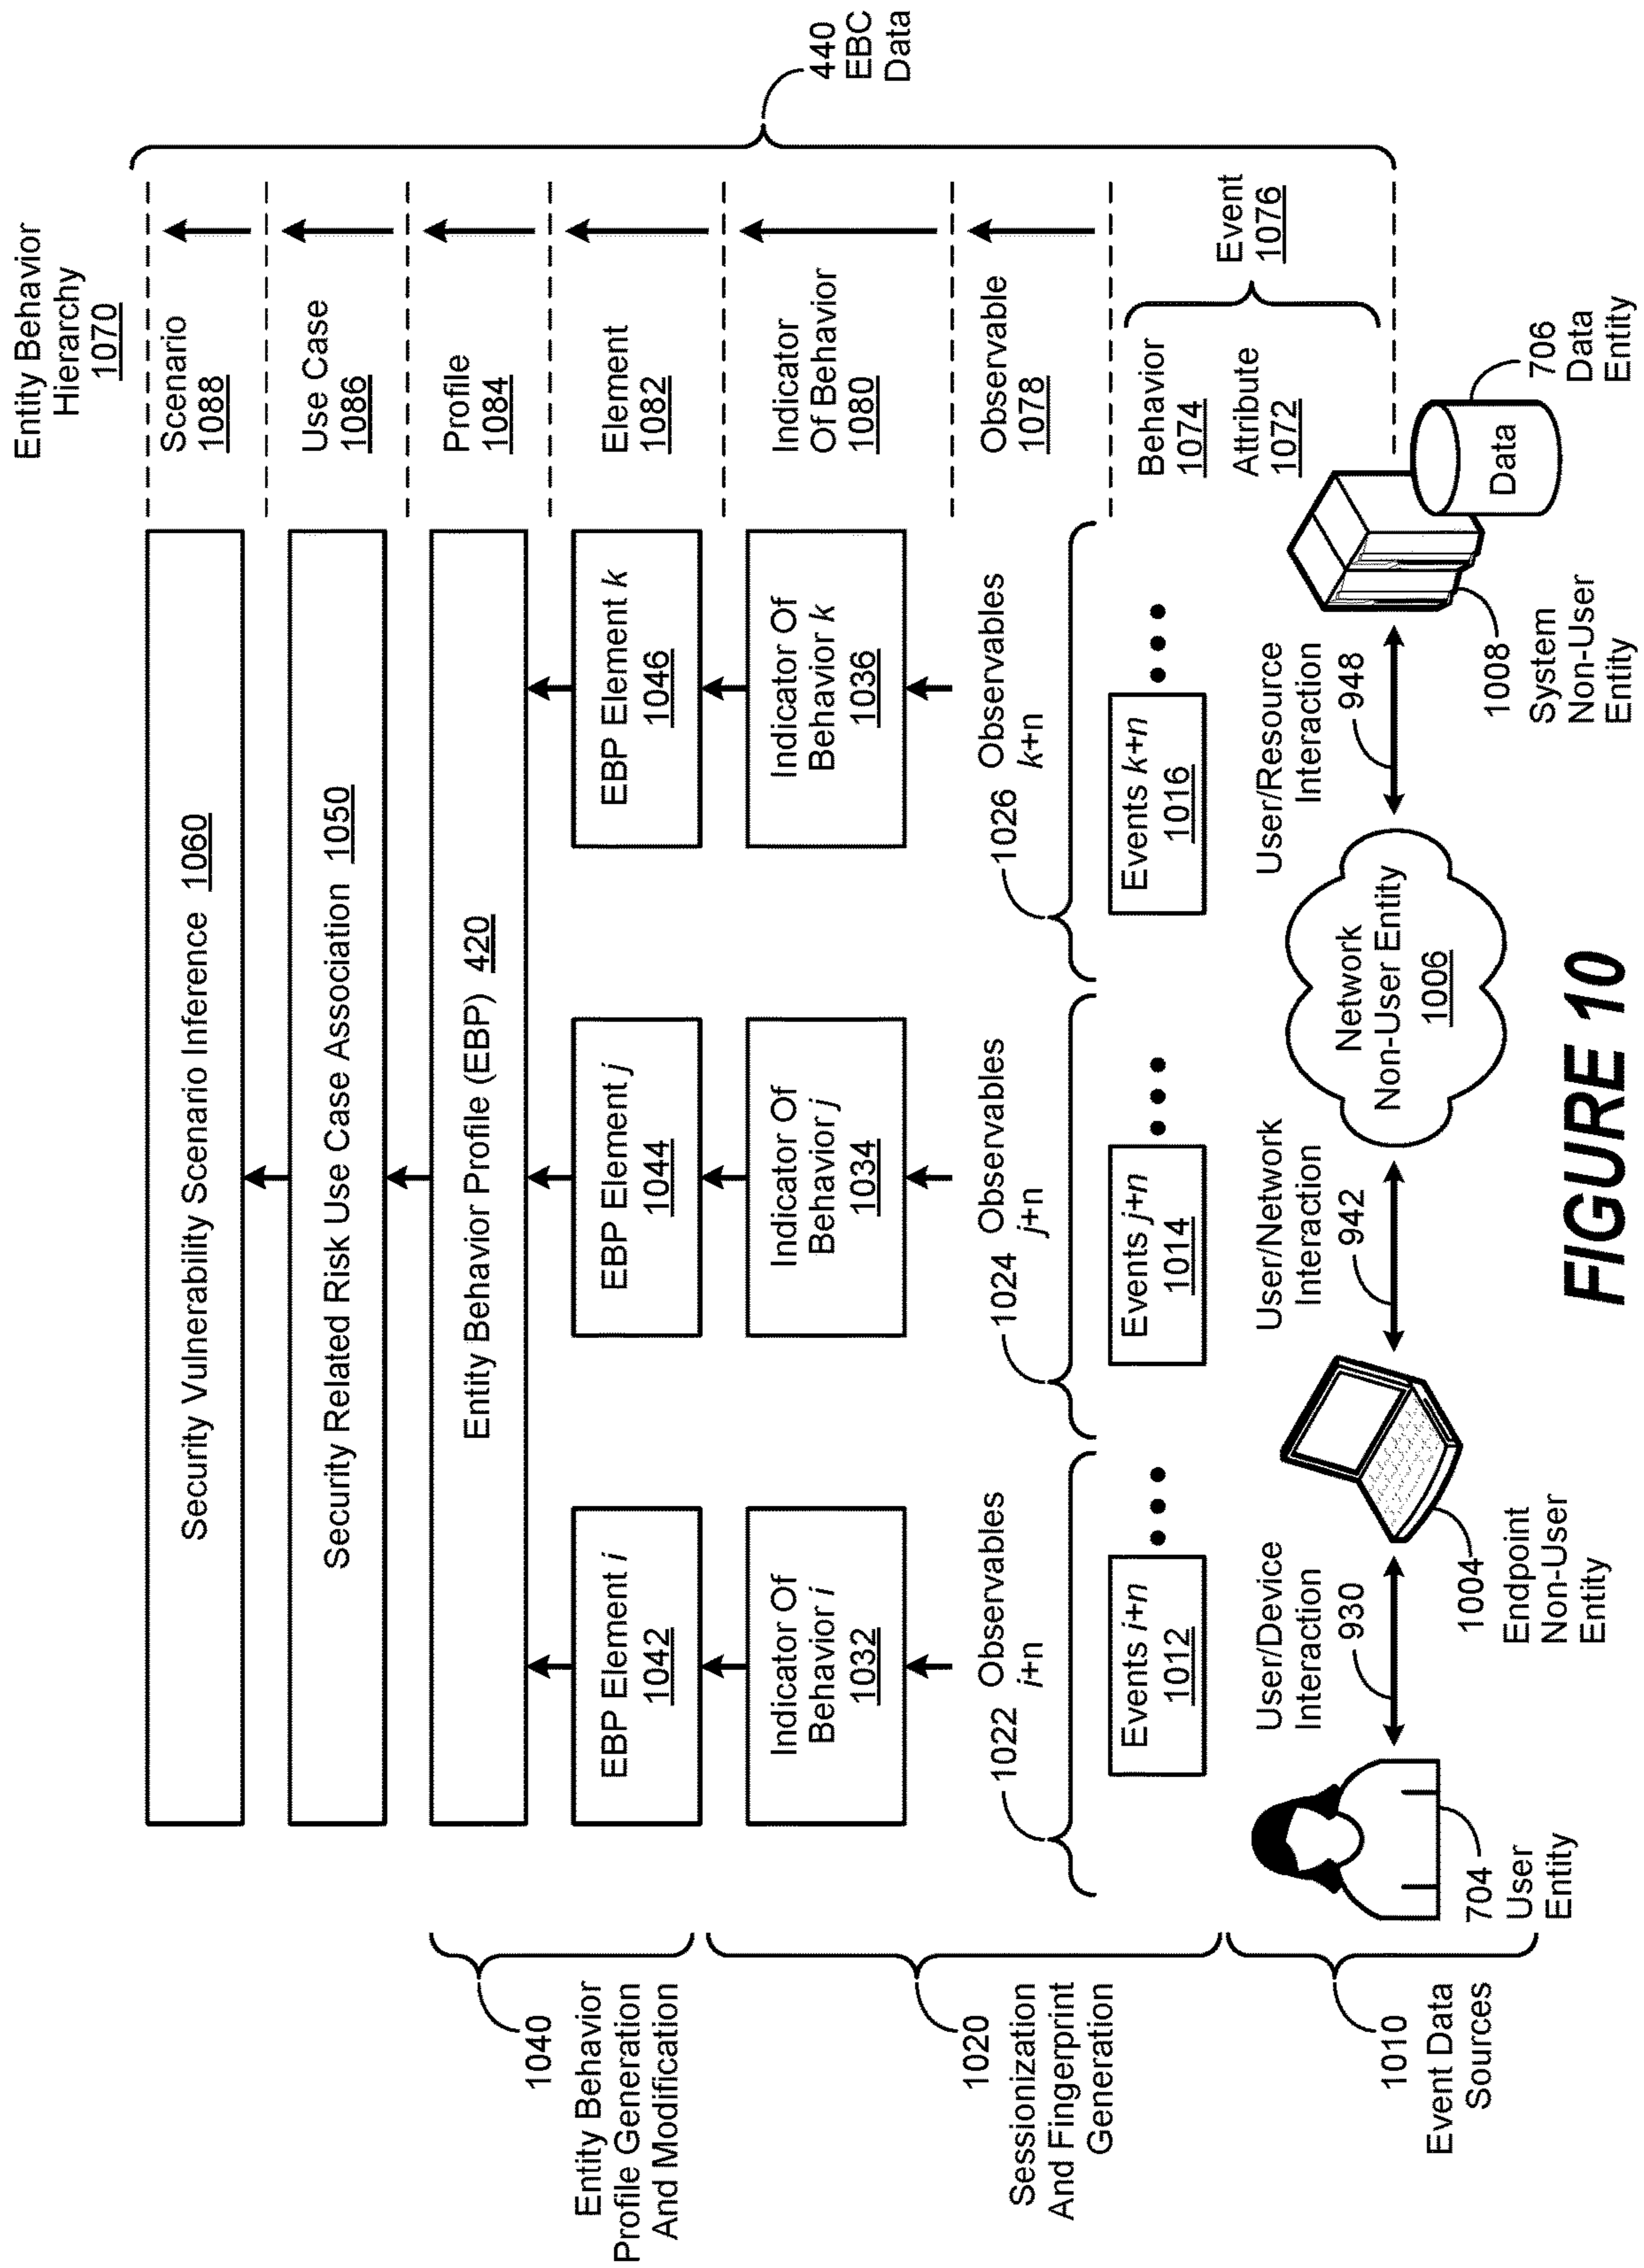 Entity Behavior
Hierarchy
1070
Security Vulnerability Scenario Inference 1060
Scenario
1088
Security Related Risk Use Case Association 1050
Use Case
1086
Entity Behavior Profile (EBP) 420
Profile
1084
EBP Element i
1042
EBP Element j
1044
EBP Element k
1046
Element
1082
Indicator Of
Behavior i
1032
Indicator Of
Behavior j
1034
Indicator Of
Behavior k
1036
Indicator
Of Behavior
1080
1022
Observables
i+n
1024
Observables
j+n
1026
Observables
k+n
Observable
1078
Events i+n
1012
Events j+n
1014
Events k+n
1016
Behavior
1074
Attribute
1072
Event
1076
440
EBC
Data
1040
Entity Behavior
Profile Generation
And Modification
1020
Sessionization
And Fingerprint
Generation
1010
Event Data
Sources
User/Device
Interaction
930
User/Network
Interaction
942
User/Resource
Interaction
948
Network
Non-User Entity
1006
Data
704
User
Entity
1004
Endpoint
Non-User
Entity
1008
System
Non-User
Entity
706
Data
Entity
FIGURE 10